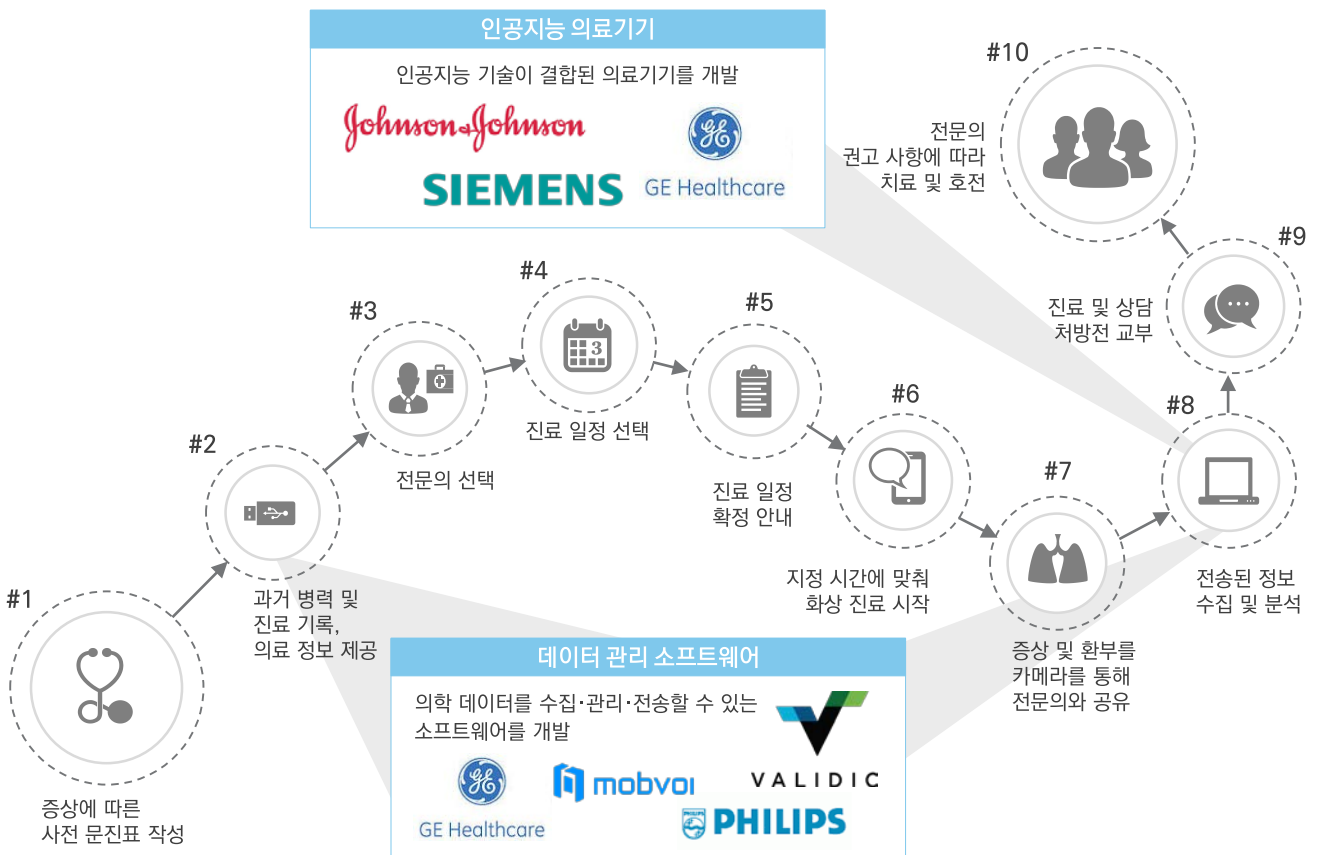 인공지능 의료기기
인공지능 기술이 결합된 의료기기를 개발
Johnson & Johnson
GE
SIEMENS
GE Healthcare
#1
증상에 따른
사전 문진표 작성
#2
과거 병력 및
진료 기록,
의료 정보 제공
#3
전문의 선택
#4
3
진료 일정 선택
#5
진료 일정
확정 안내
#6
지정 시간에 맞춰
화상 진료 시작
#7
증상 및 환부를
카메라를 통해
전문의와 공유
#8
전송된 정보
수집 및 분석
#9
진료 및 상담
처방전 교부
#10
전문의
권고 사항에 따라
치료 및 호전
데이터 관리 소프트웨어
의학 데이터를 수집·관리·전송할 수 있는
소프트웨어를 개발
VALIDIC
GE
GE Healthcare
mobvoi
PHILIPS
PHILIPS